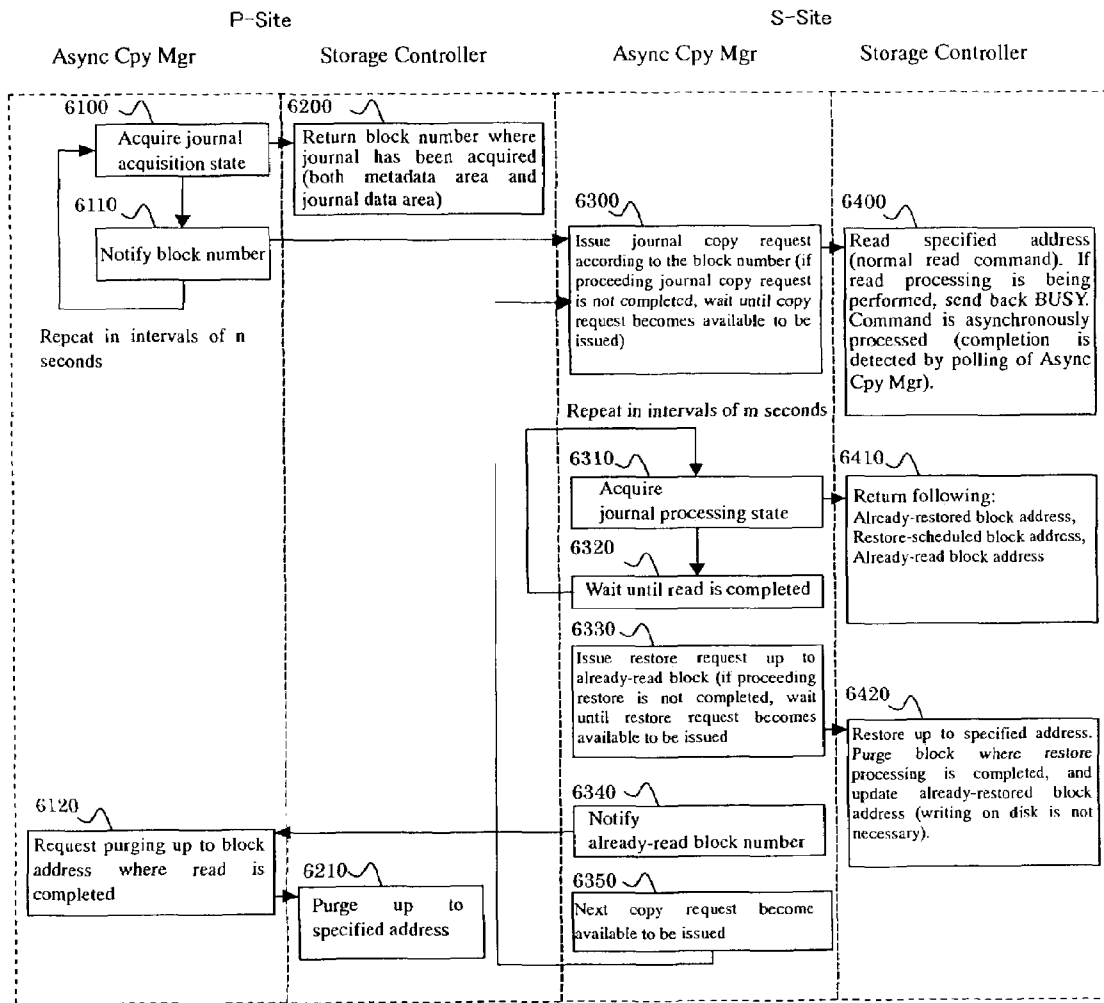 P-Site
S-Site
Async Cpy Mgr
Storage Controller
Async Cpy Mgr
Storage Controller
6100
Acquire journal
acquisition state
6110
Notify block number
Repeat in intervals of n
seconds
6200
Return block number where
journal has been acquired
(both metadata area and
journal data area)
6300
Issue journal copy request
according to the block number (if
proceeding journal copy request
is not completed, wait until copy
request becomes available to be
issued)
6400
Read specified address
(normal read command). If
read processing is being
performed, send back BUSY.
Command is asynchronously
processed (completion is
detected by polling of Async
Cpy Mgr).
Repeat in intervals of m seconds
6310
Acquire
journal processing state
6410
Return following:
Already-restored block address,
Restore-scheduled block address,
Already-read block address
6320
Wait until read is completed
6330
Issue restore request up to
already-read block (if proceeding
restore is not completed, wait
until restore request becomes
available to be issued
6420
Restore up to specified address.
Purge block where restore
processing is completed, and
update already-restored block
address (writing on disk is not
necessary).
6340
Notify
already-read block number
6120
Request purging up to block
address where read is
completed
6210
Purge up to
specified address
6350
Next copy request become
available to be issued